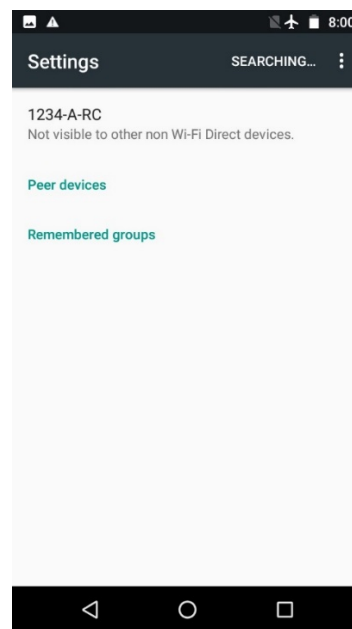 8:00
Settings
SEARCHING...
1234-A-RC
Not visible to other non Wi-Fi Direct devices.
Peer devices
Remembered groups